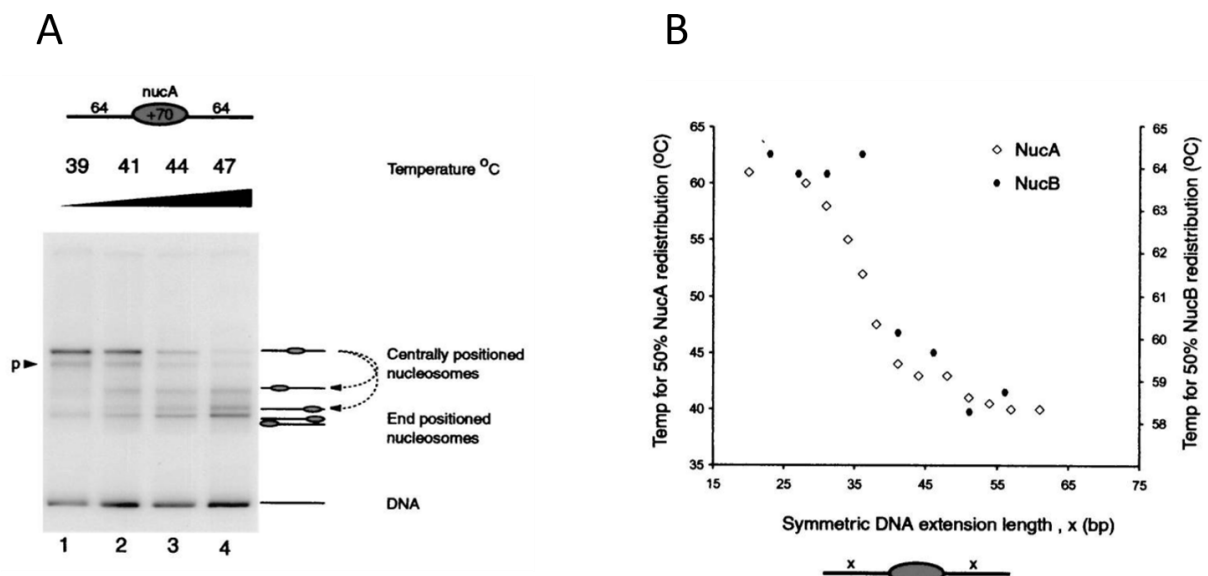 A
nucA
64 +70 64
39 41 44 47
Temperature °C
p
Centrally positioned
nucleosomes
End positioned
nucleosomes
DNA
1 2 3 4
B
Temp for 50% NucA redistribution (°C)
65
60
55
50
45
40
35
NucA
NucB
65
64
63
62
61
60
59
58
Temp for 50% NucB redistribution (°C)
15 25 35 45 55 65 75
Symmetric DNA extension length , x (bp)
x x